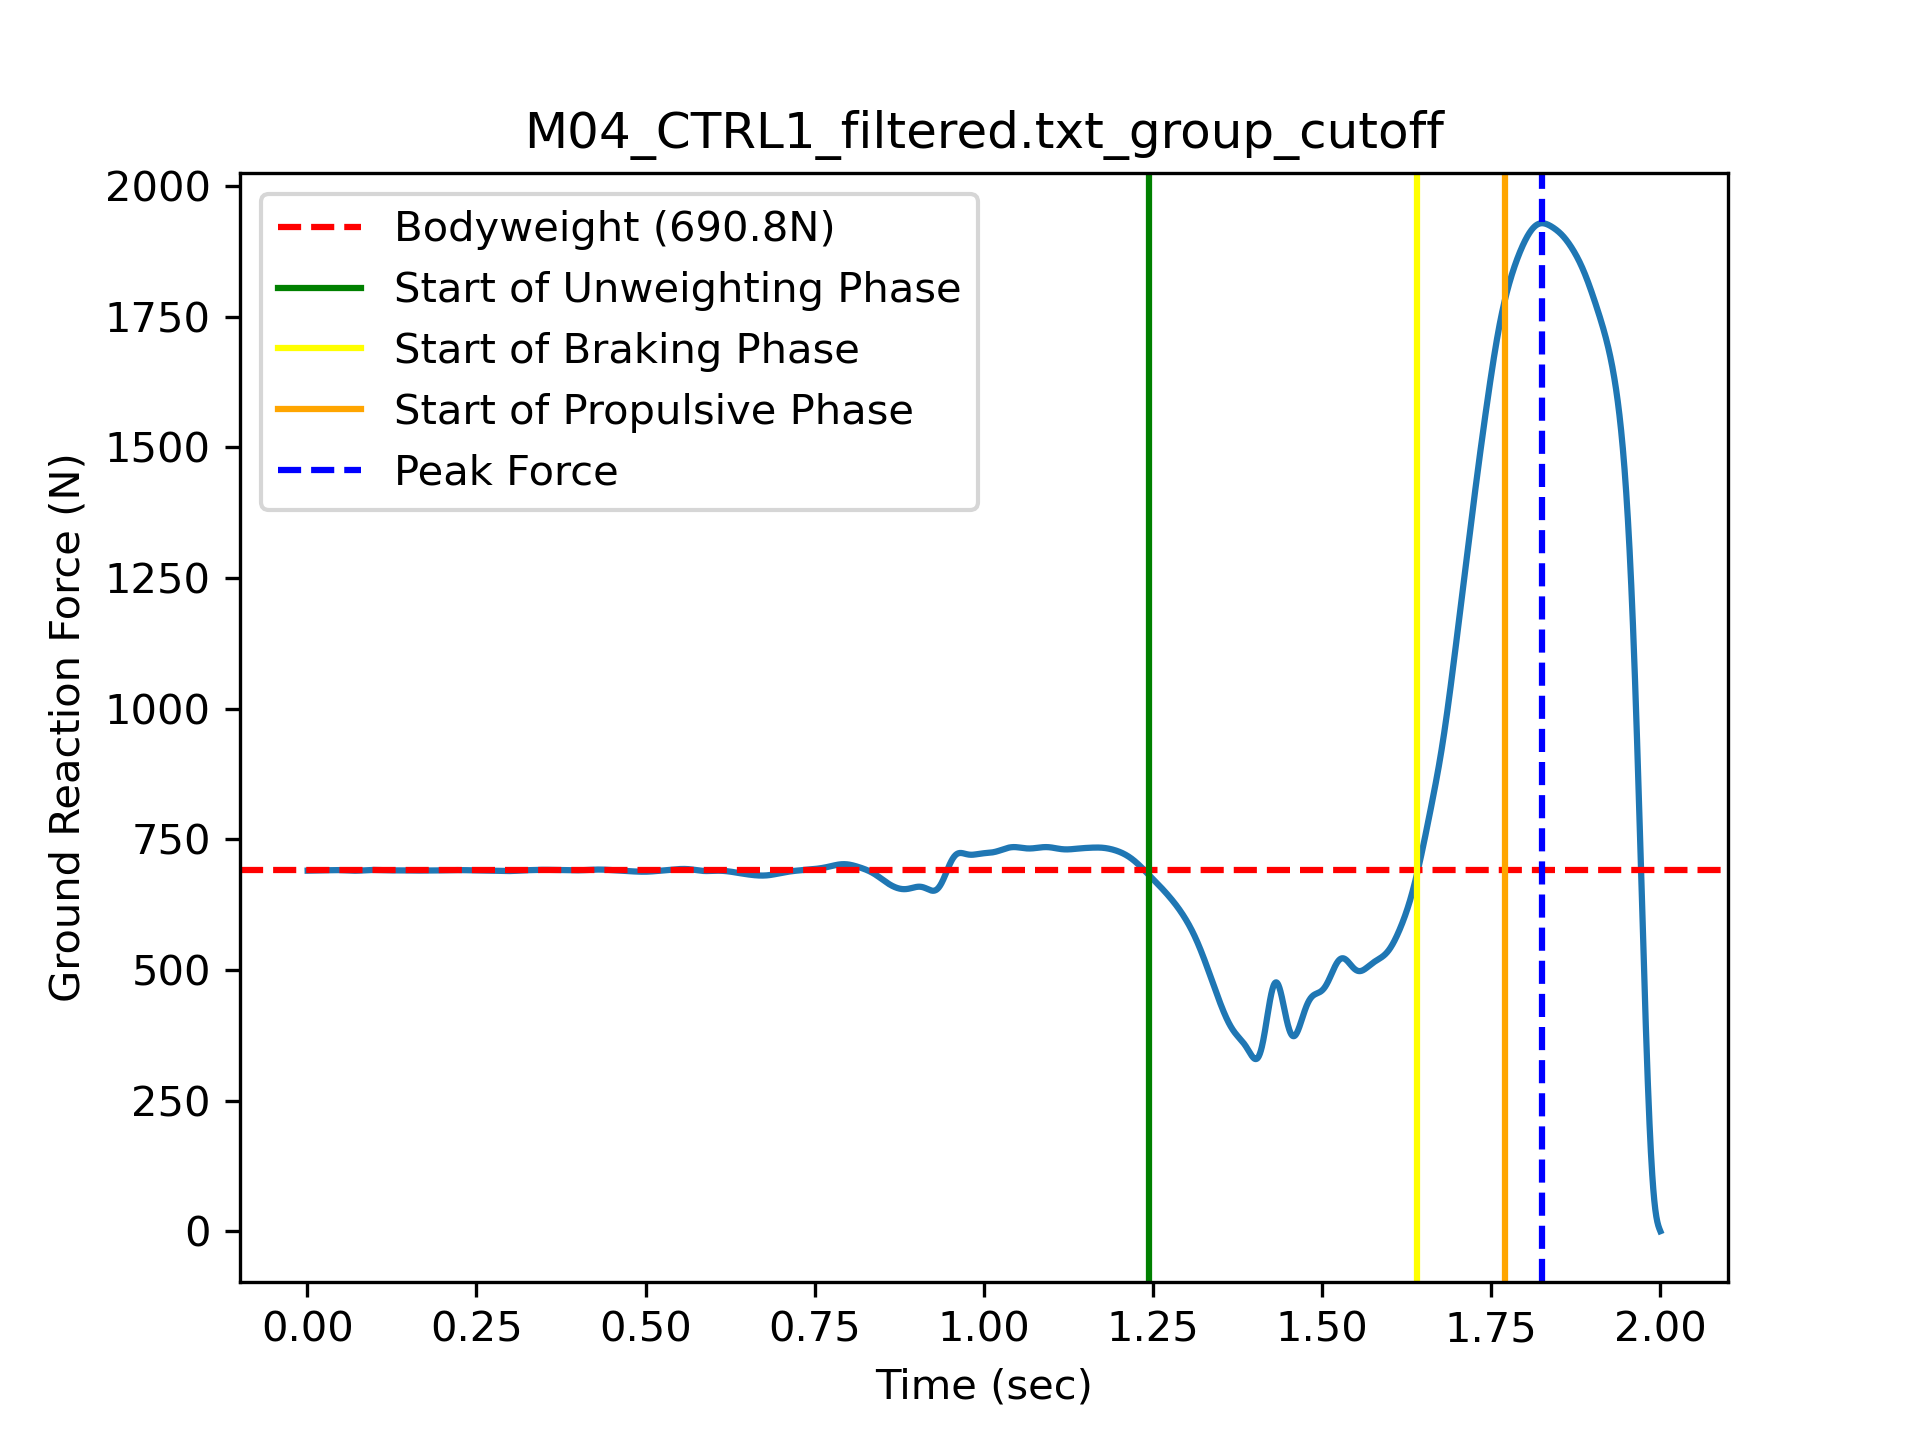 M04_CTRL1_filtered.txt_group_cutoff
2000
1750
1500
1250
1000
750
500
250
0
Ground Reaction Force (N)
Bodyweight (690.8N)
Start of Unweighting Phase
Start of Braking Phase
Start of Propulsive Phase
Peak Force
0.00 0.25 0.50 0.75 1.00 1.25 1.50 1.75 2.00
Time (sec)